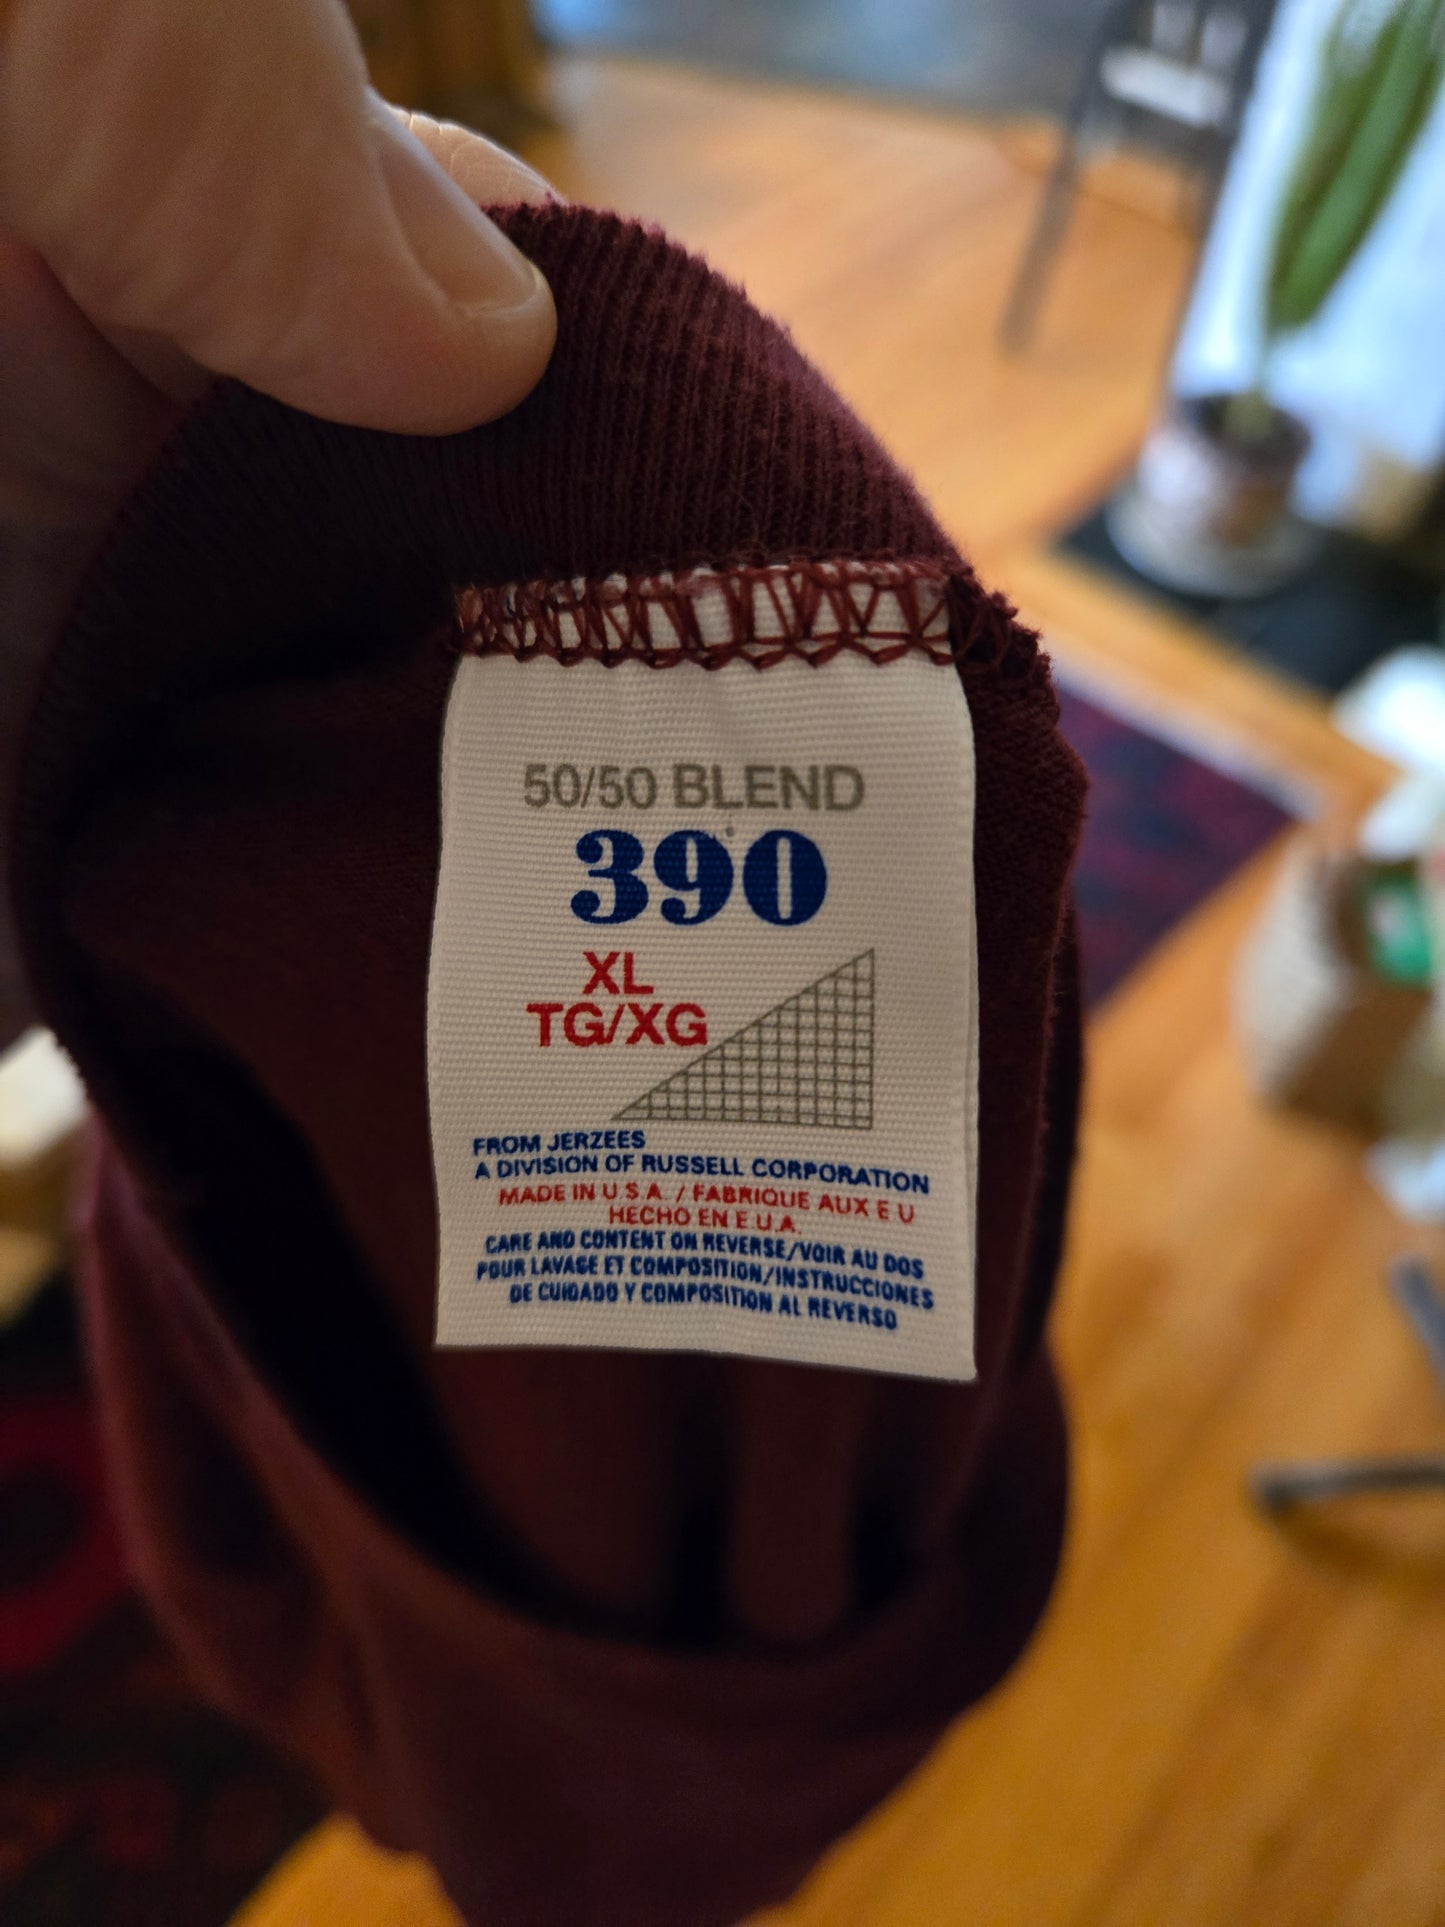 50/50 BLEND
390
XL
TG/XG
FROM JERZEES
A DIVISION OF RUSSELL CORPORATION
MADE IN U.S.A. / FABRIQUE AUX E U
HECHO EN E.U.A.
CARE AND CONTENT ON REVERSE/VOIR AU DOS
POUR LAVAGE ET COMPOSITION/INSTRUCCIONES
DE CUIDADO Y COMPOSITION AL REVERSO